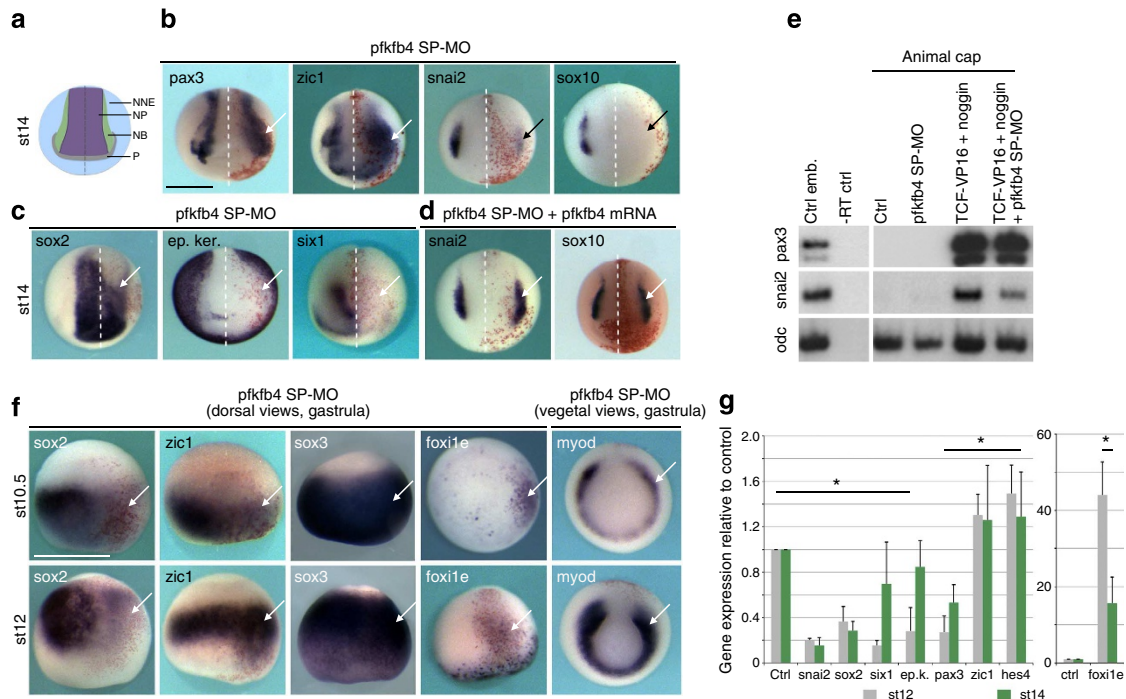 a
st14
NNE
NP
NB
P
b
pfkfb4 SP-MO
pax3
zic1
snai2
sox10
c
pfkfb4 SP-MO
st14
sox2
ep. ker.
six1
d
pfkfb4 SP-MO + pfkfb4 mRNA
snai2
sox10
e
Animal cap
Ctrl emb.
-RT ctrl
Ctrl
pfkfb4 SP-MO
TCF-VP16 + noggin
TCF-VP16 + noggin
+ pfkfb4 SP-MO
pax3
snai2
odc
f
pfkfb4 SP-MO
(dorsal views, gastrula)
pfkfb4 SP-MO
(vegetal views, gastrula)
st10.5
sox2
zic1
sox3
foxi1e
myod
st12
sox2
zic1
sox3
foxi1e
myod
g
Gene expression relative to control
2.0
1.6
1.2
0.8
0.4
0
*
*
Ctrl snai2 sox2 six1 ep.k. pax3 zic1 hes4
60
40
20
0
*
ctrl foxi1e
st12
st14